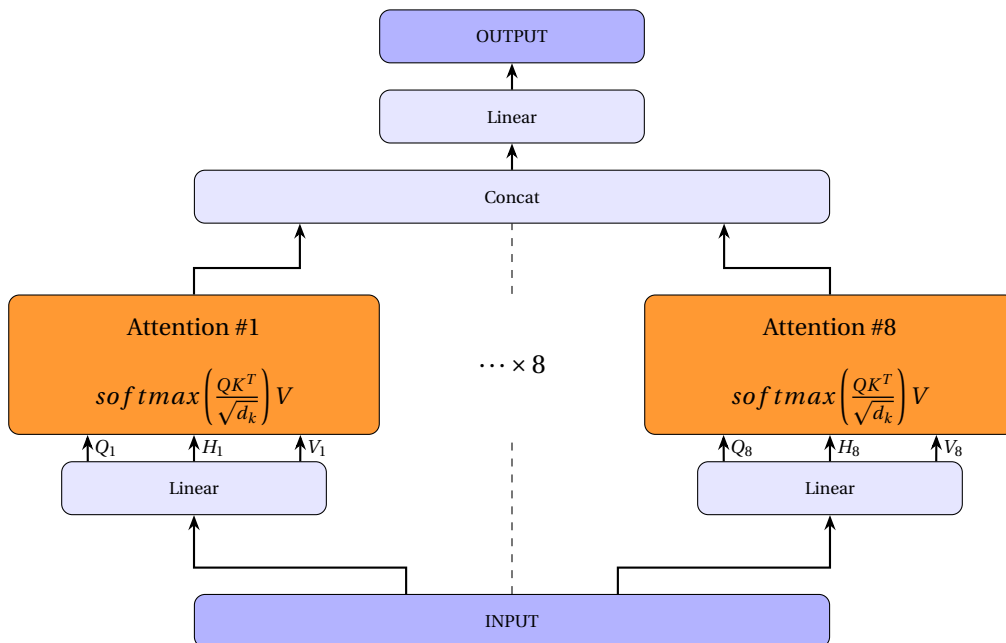 OUTPUT
Linear
Concat
Attention #1
softmax(QK^T/√d_k)V
⋯ × 8
Attention #8
softmax(QK^T/√d_k)V
Q₁ H₁ V₁
Q₈ H₈ V₈
Linear
Linear
INPUT